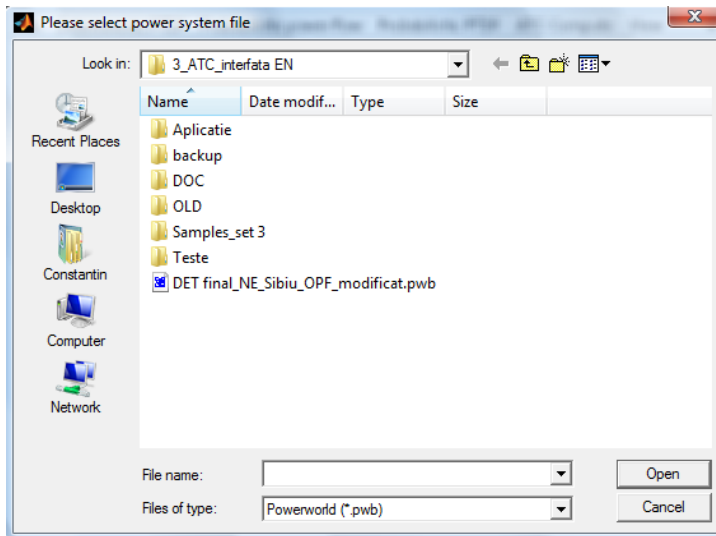 Please select power system file
Look in: 3_ATC_interfata EN
Name Date modif... Type Size
Recent Places
Desktop
Constantin
Computer
Network
Aplicatie
backup
DOC
OLD
Samples_set 3
Teste
DET final_NE_Sibiu_OPF_modificat.pwb
File name: Open
Files of type: Powerworld (*.pwb) Cancel